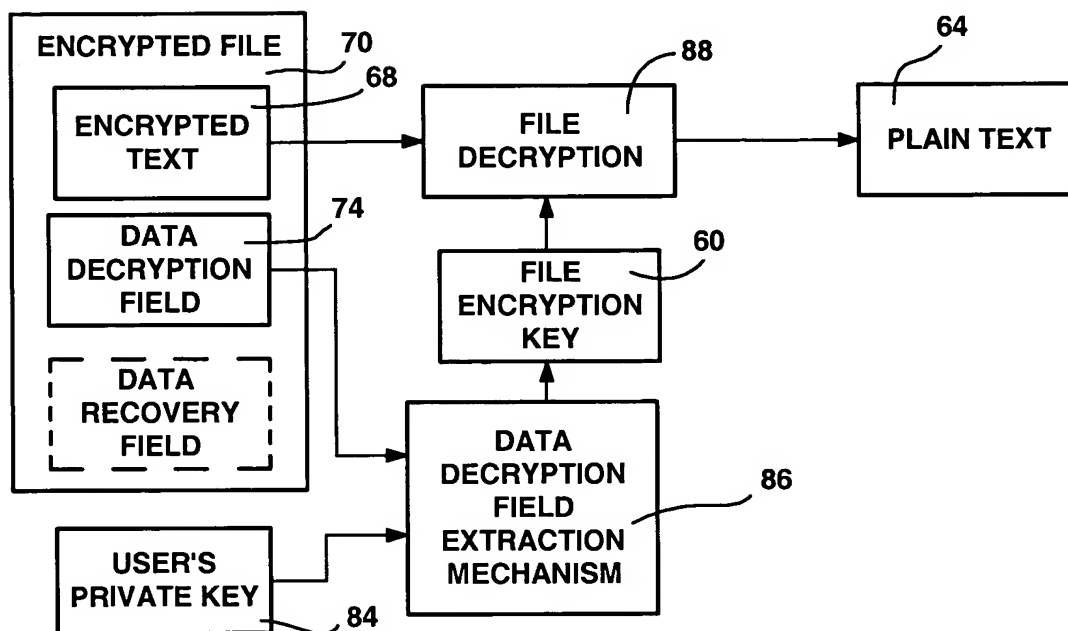 ENCRYPTED FILE
70
68
ENCRYPTED
TEXT
74
DATA
DECRYPTION
FIELD
DATA
RECOVERY
FIELD
USER'S
PRIVATE KEY
84
88
FILE
DECRYPTION
60
FILE
ENCRYPTION
KEY
DATA
DECRYPTION
FIELD
EXTRACTION
MECHANISM
86
64
PLAIN TEXT